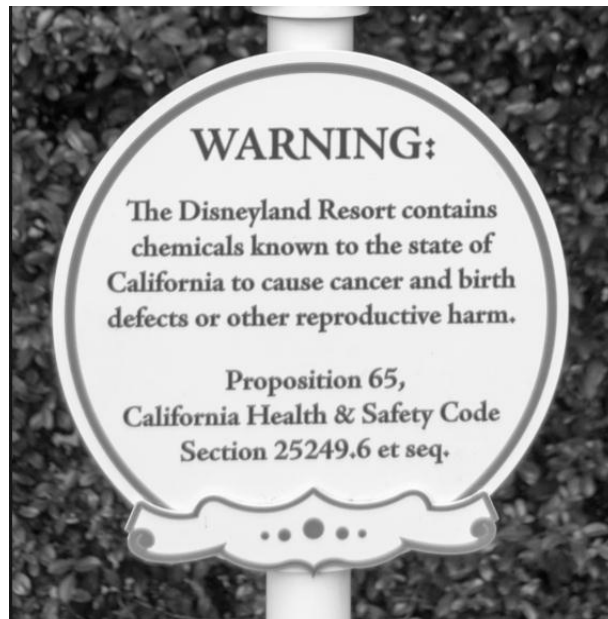 WARNING:
The Disneyland Resort contains
chemicals known to the state of
California to cause cancer and birth
defects or other reproductive harm.
Proposition 65,
California Health & Safety Code
Section 25249.6 et seq.